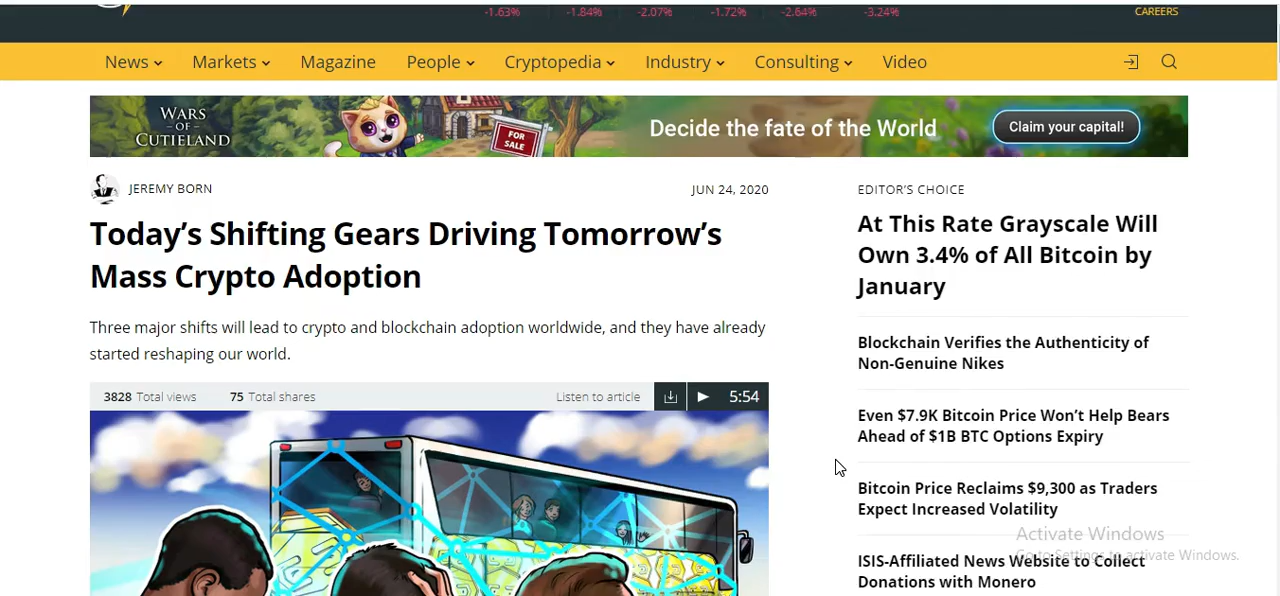 -1.63% -1.84% -2.07% -1.72% -2.64% -3.24% CAREERS
News Markets Magazine People Cryptopedia Industry Consulting Video
WARS
OF
CUTIELAND
FOR
SALE
Decide the fate of the World
Claim your capital!
JEREMY BORN
JUN 24, 2020
Today’s Shifting Gears Driving Tomorrow’s
Mass Crypto Adoption
Three major shifts will lead to crypto and blockchain adoption worldwide, and they have already
started reshaping our world.
3828 Total views 75 Total shares Listen to article 5:54
EDITOR’S CHOICE
At This Rate Grayscale Will
Own 3.4% of All Bitcoin by
January
Blockchain Verifies the Authenticity of
Non-Genuine Nikes
Even $7.9K Bitcoin Price Won’t Help Bears
Ahead of $1B BTC Options Expiry
Bitcoin Price Reclaims $9,300 as Traders
Expect Increased Volatility
ISIS-Affiliated News Website to Collect
Donations with Monero
Activate Windows
Go to Settings to activate Windows.